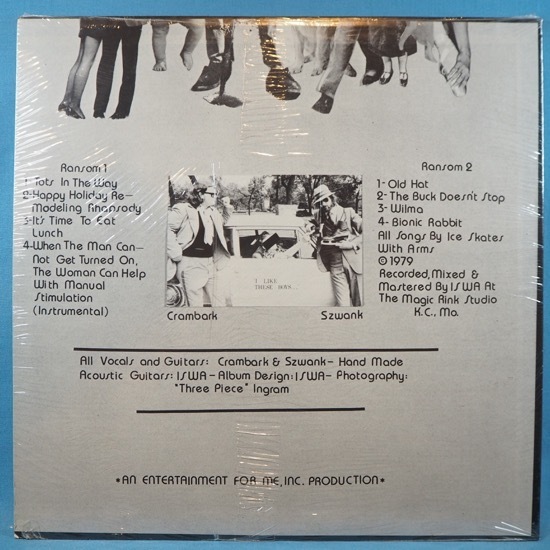 Ransom 1
1-Tots In The Way
2-Happy Holiday Re-
Modeling Rhapsody
3-It's Time To Eat
Lunch
4-When The Man Can-
Not Get Turned On,
The Woman Can Help
With Manual
Stimulation
(Instrumental)
I LIKE
THESE BOYS..
Crambark
Szwank
Ransom 2
1-Old Hat
2-The Buck Doesn't Stop
3-Wilma
4-Bionic Rabbit
All Songs By Ice Skates
With Arms
© 1979
Recorded, Mixed &
Mastered By ISWA At
The Magic Rink Studio
K.C., Mo.
All Vocals and Guitars: Crambark & Szwank-Hand Made
Acoustic Guitars: ISWA-Album Design: ISWA-Photography:
"Three Piece" Ingram
*AN ENTERTAINMENT FOR ME, INC. PRODUCTION*